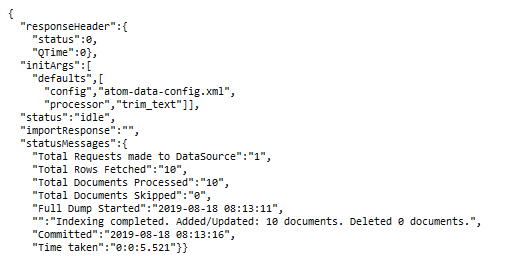 {
  "responseHeader":{
    "status":0,
    "QTime":0},
  "initArgs":[
    "defaults",[
      "config","atom-data-config.xml",
      "processor","trim_text"]],
  "status":"idle",
  "importResponse":"",
  "statusMessages":{
    "Total Requests made to DataSource":"1",
    "Total Rows Fetched":"10",
    "Total Documents Processed":"10",
    "Total Documents Skipped":"0",
    "Full Dump Started":"2019-08-18 08:13:11",
    "":"Indexing completed. Added/Updated: 10 documents. Deleted 0 documents.",
    "Committed":"2019-08-18 08:13:16",
    "Time taken":"0:0:5.521"}}